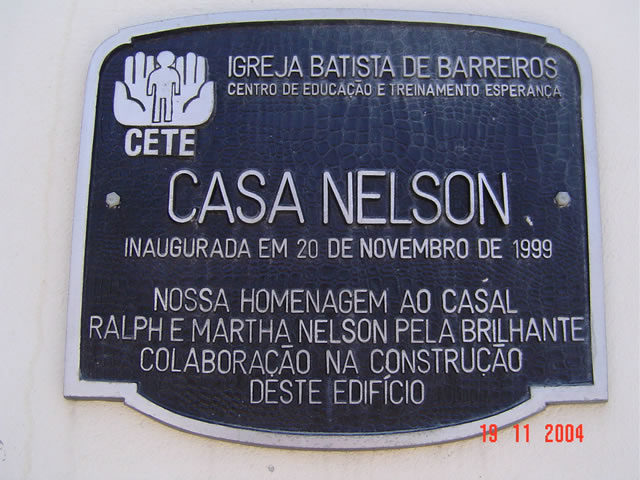 IGREJA BATISTA DE BARREIROS
CENTRO DE EDUCAÇÃO E TREINAMENTO ESPERANÇA
CETE
CASA NELSON
INAUGURADA EM 20 DE NOVEMBRO DE 1999
NOSSA HOMENAGEM AO CASAL
RALPH E MARTHA NELSON PELA BRILHANTE
COLABORAÇÃO NA CONSTRUÇÃO
DESTE EDIFÍCIO
19 11 2004